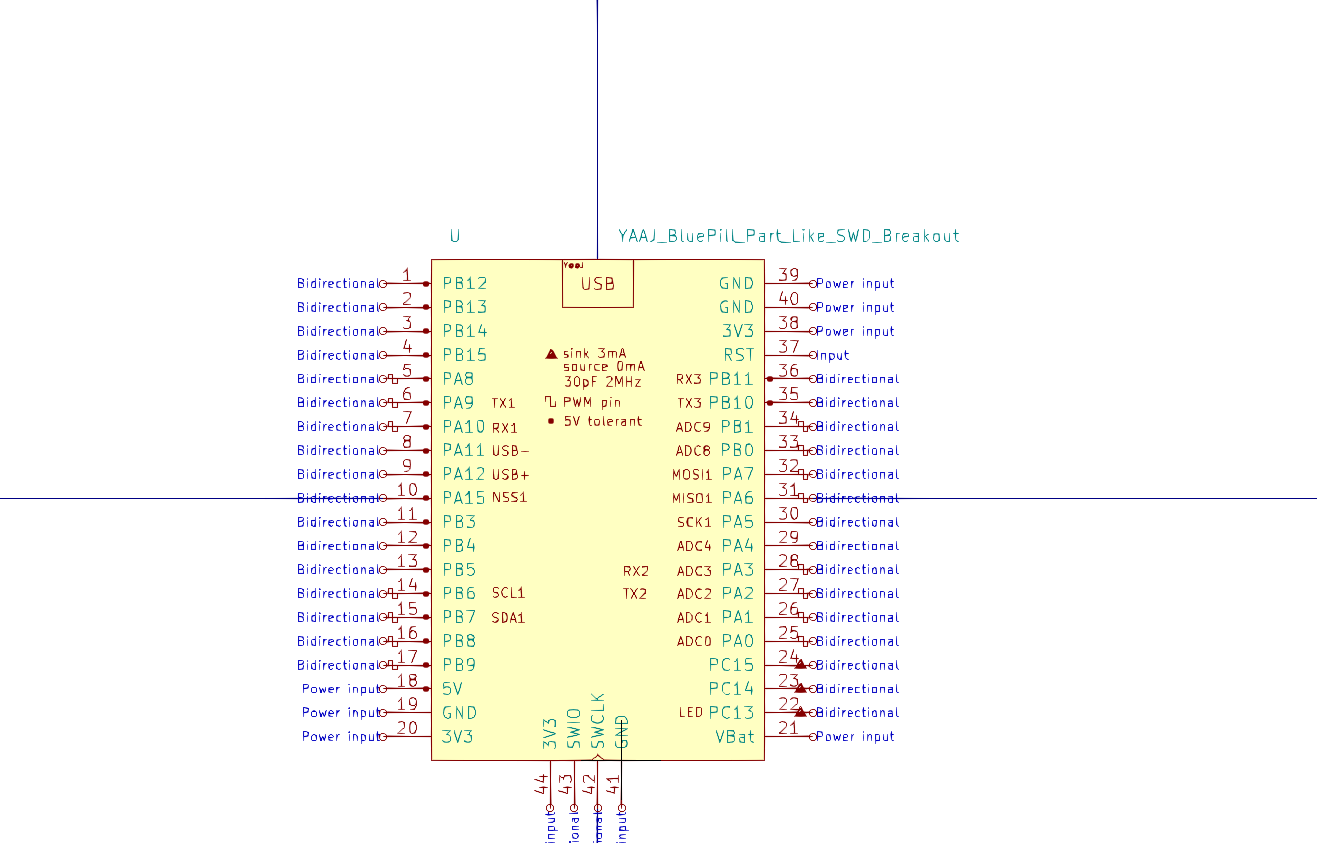 U YAAJ_BluePill_Part_Like_SWD_Breakout
Yaaj
USB
Bidirectional 1 PB12 GND 39 Power input
Bidirectional 2 PB13 GND 40 Power input
Bidirectional 3 PB14 3V3 38 Power input
Bidirectional 4 PB15 RST 37 Input
sink 3mA
source 0mA
30pF 2MHz
PWM pin
5V tolerant
Bidirectional 5 PA8 RX3 PB11 36 Bidirectional
Bidirectional 6 PA9 TX1 TX3 PB10 35 Bidirectional
Bidirectional 7 PA10 RX1 ADC9 PB1 34 Bidirectional
Bidirectional 8 PA11 USB- ADC8 PB0 33 Bidirectional
Bidirectional 9 PA12 USB+ MOSI1 PA7 32 Bidirectional
Bidirectional 10 PA15 NSS1 MISO1 PA6 31 Bidirectional
Bidirectional 11 PB3 SCK1 PA5 30 Bidirectional
Bidirectional 12 PB4 ADC4 PA4 29 Bidirectional
Bidirectional 13 PB5 RX2 ADC3 PA3 28 Bidirectional
Bidirectional 14 PB6 SCL1 TX2 ADC2 PA2 27 Bidirectional
Bidirectional 15 PB7 SDA1 ADC1 PA1 26 Bidirectional
Bidirectional 16 PB8 ADC0 PA0 25 Bidirectional
Bidirectional 17 PB9 PC15 24 Bidirectional
Power input 18 5V PC14 23 Bidirectional
Power input 19 GND LED PC13 22 Bidirectional
Power input 20 3V3 VBat 21 Power input
3V3 44 input
SWIO 43 ional
SWCLK 42 ional
GND 41 input